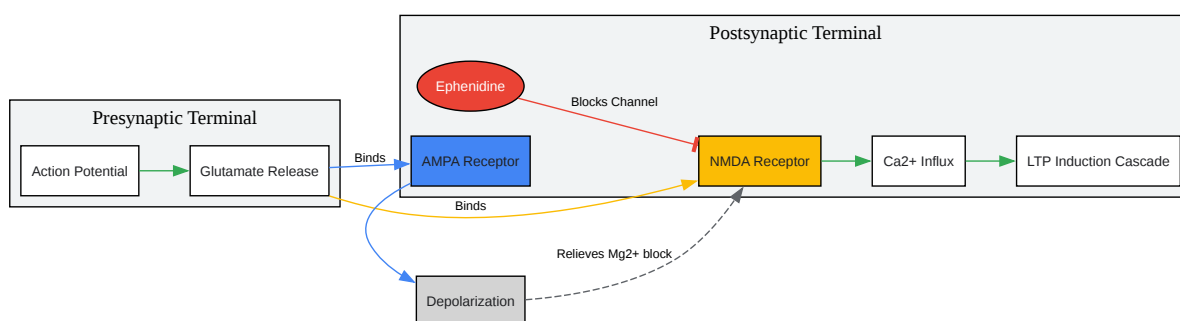 Postsynaptic Terminal
Ephenidine
Blocks Channel
Presynaptic Terminal
Action Potential
Glutamate Release
Binds
AMPA Receptor
NMDA Receptor
Ca2+ Influx
LTP Induction Cascade
Binds
Relieves Mg2+ block
Depolarization